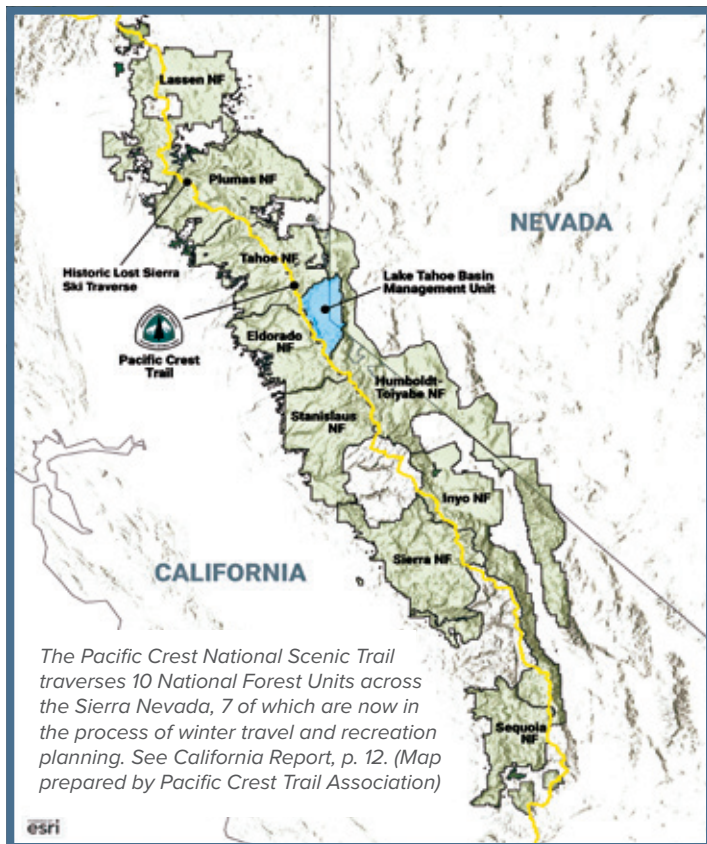 Lassen NF
Plumas NF
NEVADA
Historic Lost Sierra
Ski Traverse
Tahoe NF
Lake Tahoe Basin
Management Unit
Pacific Crest
Trail
Eldorado
NF
Humboldt-
Toiyabe NF
Stanislaus
NF
Inyo NF
Sierra NF
CALIFORNIA
The Pacific Crest National Scenic Trail
traverses 10 National Forest Units across
the Sierra Nevada, 7 of which are now in
the process of winter travel and recreation
planning. See California Report, p. 12. (Map
prepared by Pacific Crest Trail Association)
Sequoia
NF
esri